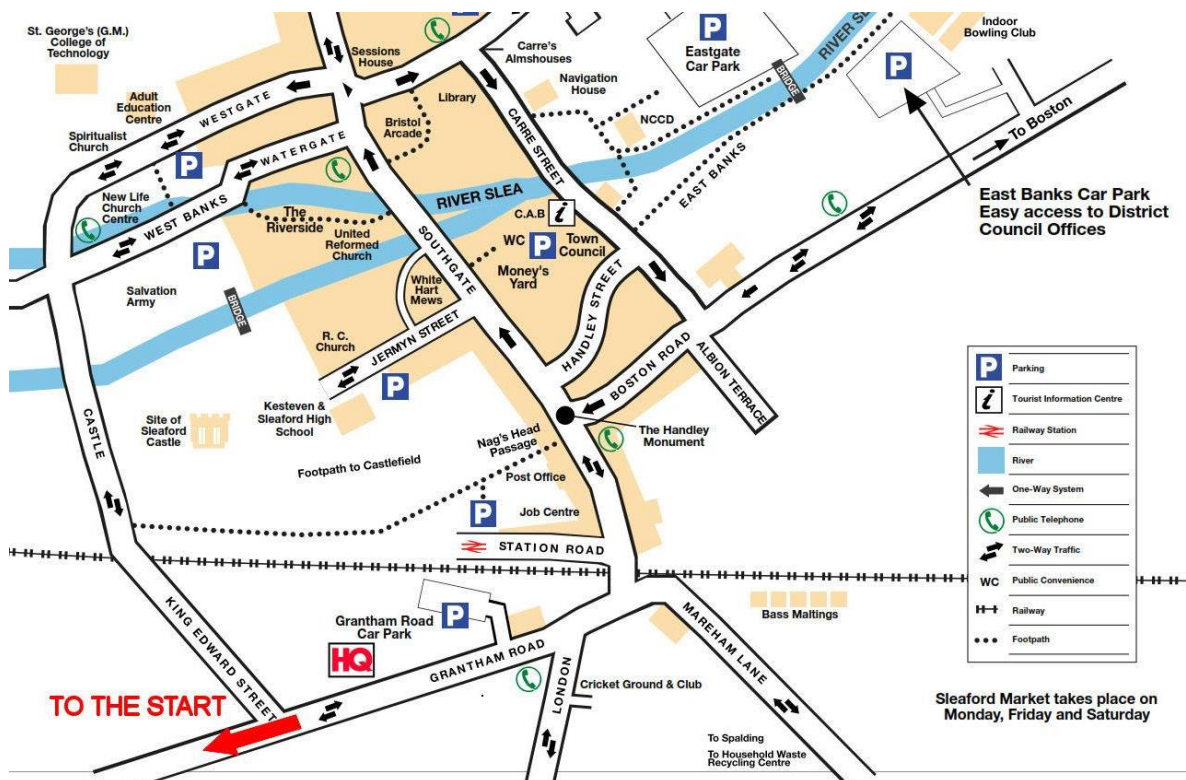 St. George's (G.M.)
College of
Technology
Sessions
House
Carre's
Almshouses
P
Eastgate
Car Park
RIVER SLEA
Indoor
Bowling Club
P
Adult
Education
Centre
WESTGATE
Library
Navigation
House
BRIDGE
Spiritualist
Church
P
WATERGATE
Bristol
Arcade
CARRE STREET
NCCD
To Boston
New Life
Church
Centre
WEST BANKS
The
Riverside
RIVER SLEA
EAST BANKS
East Banks Car Park
Easy access to District
Council Offices
P
United
Reformed
Church
SOUTHGATE
C.A.B
i
WC
P
Town
Council
Money's
Yard
Salvation
Army
BRIDGE
White
Hart
Mews
HANDLEY STREET
R. C.
Church
JERMYN STREET
P
BOSTON ROAD
ALBION TERRACE
CASTLE
Site of
Sleaford
Castle
Kesteven &
Sleaford High
School
The Handley
Monument
Nag's Head
Passage
Footpath to Castlefield
Post Office
P
Job Centre
STATION ROAD
P
Parking
i
Tourist Information Centre
Railway Station
River
One-Way System
Public Telephone
Two-Way Traffic
WC
Public Convenience
Railway
Footpath
KING EDWARD STREET
Grantham Road
Car Park
P
HQ
GRANTHAM ROAD
MAREHAM LANE
Bass Maltings
LONDON
Cricket Ground & Club
TO THE START
Sleaford Market takes place on
Monday, Friday and Saturday
To Spalding
To Household Waste
Recycling Centre